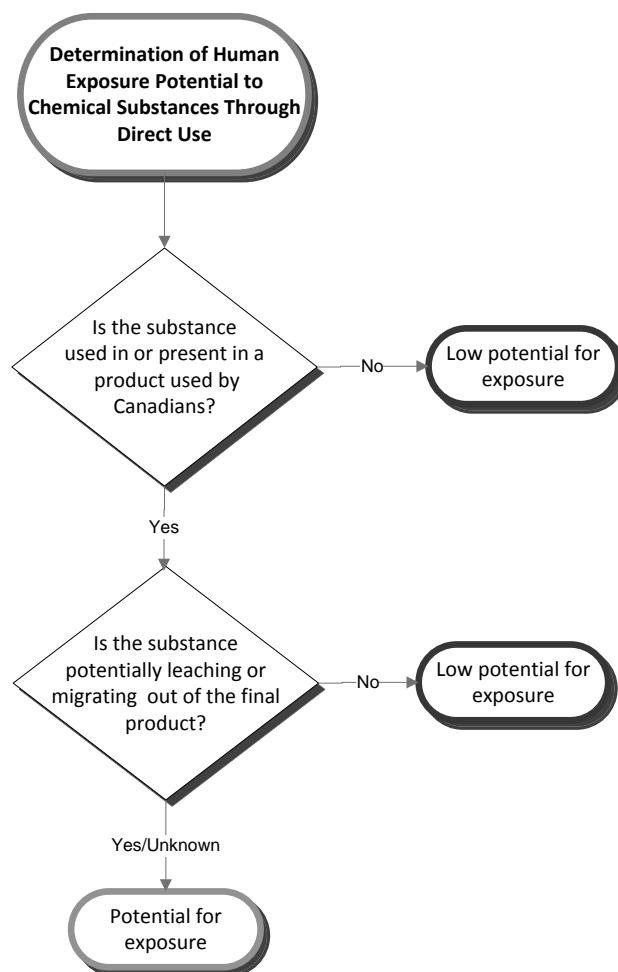 Determination of Human
Exposure Potential to
Chemical Substances Through
Direct Use
Is the substance
used in or present in a
product used by
Canadians?
No
Low potential for
exposure
Yes
Is the substance
potentially leaching or
migrating out of the final
product?
No
Low potential for
exposure
Yes/Unknown
Potential for
exposure